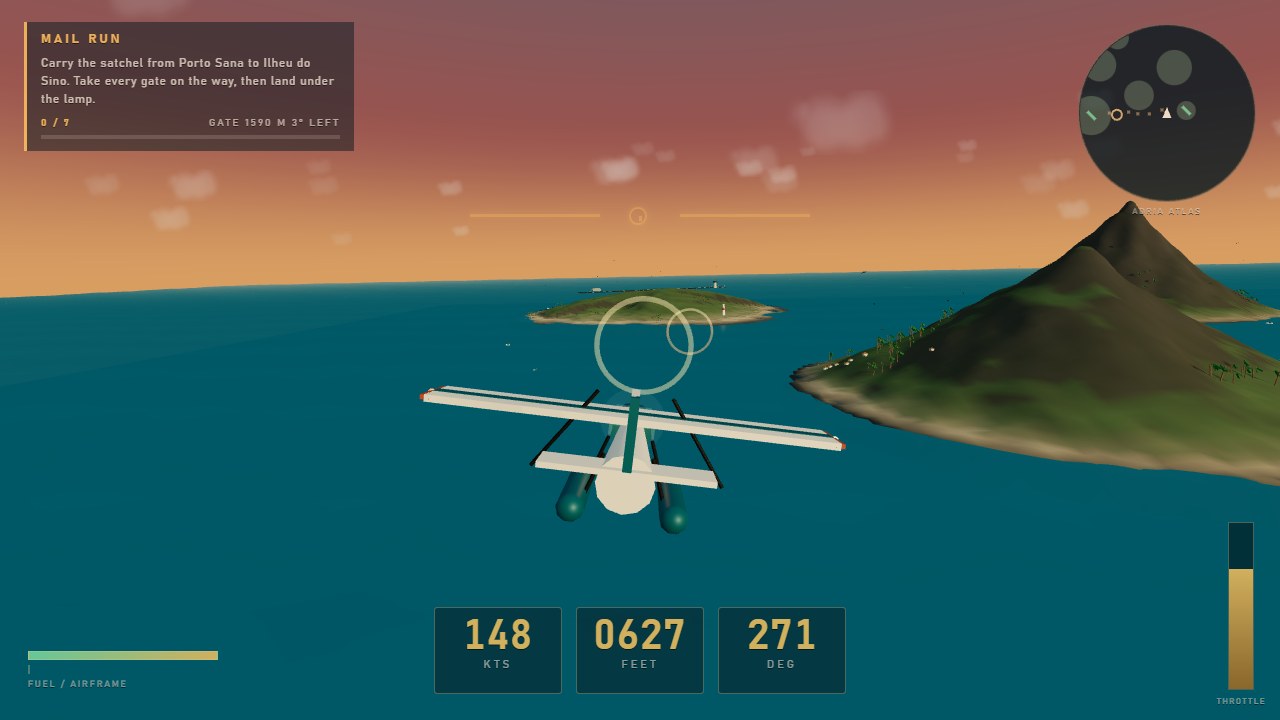 MAIL RUN
Carry the satchel from Porto Sana to Ilheu do
Sino. Take every gate on the way, then land under
the lamp.
0 / 7 GATE 1590 M 3° LEFT
ADRIA ATLAS
148 0627 271
KTS FEET DEG
FUEL / AIRFRAME
THROTTLE